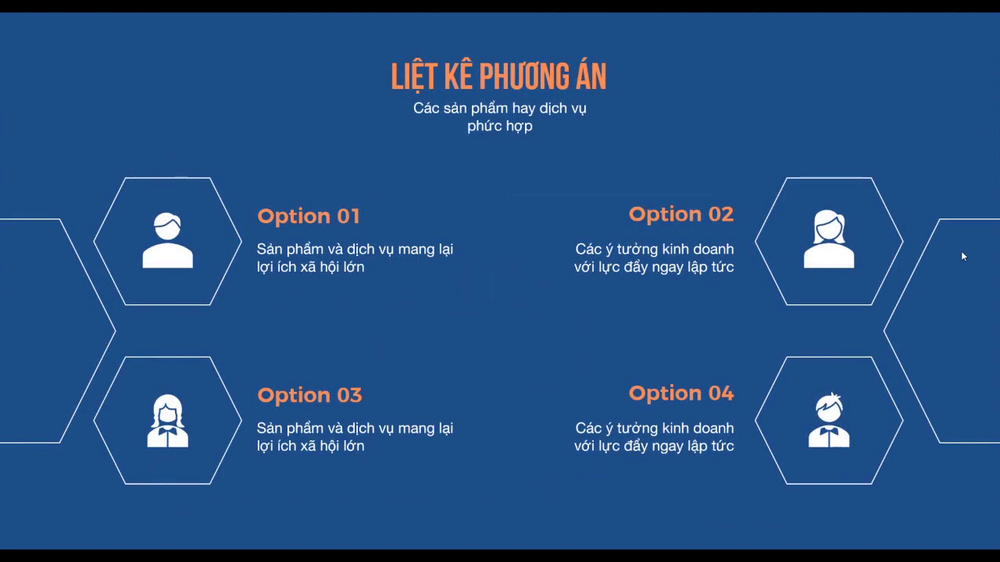 LIỆT KÊ PHƯƠNG ÁN
Các sản phẩm hay dịch vụ
phức hợp
Option 01
Sản phẩm và dịch vụ mang lại
lợi ích xã hội lớn
Option 02
Các ý tưởng kinh doanh
với lực đẩy ngay lập tức
Option 03
Sản phẩm và dịch vụ mang lại
lợi ích xã hội lớn
Option 04
Các ý tưởng kinh doanh
với lực đẩy ngay lập tức